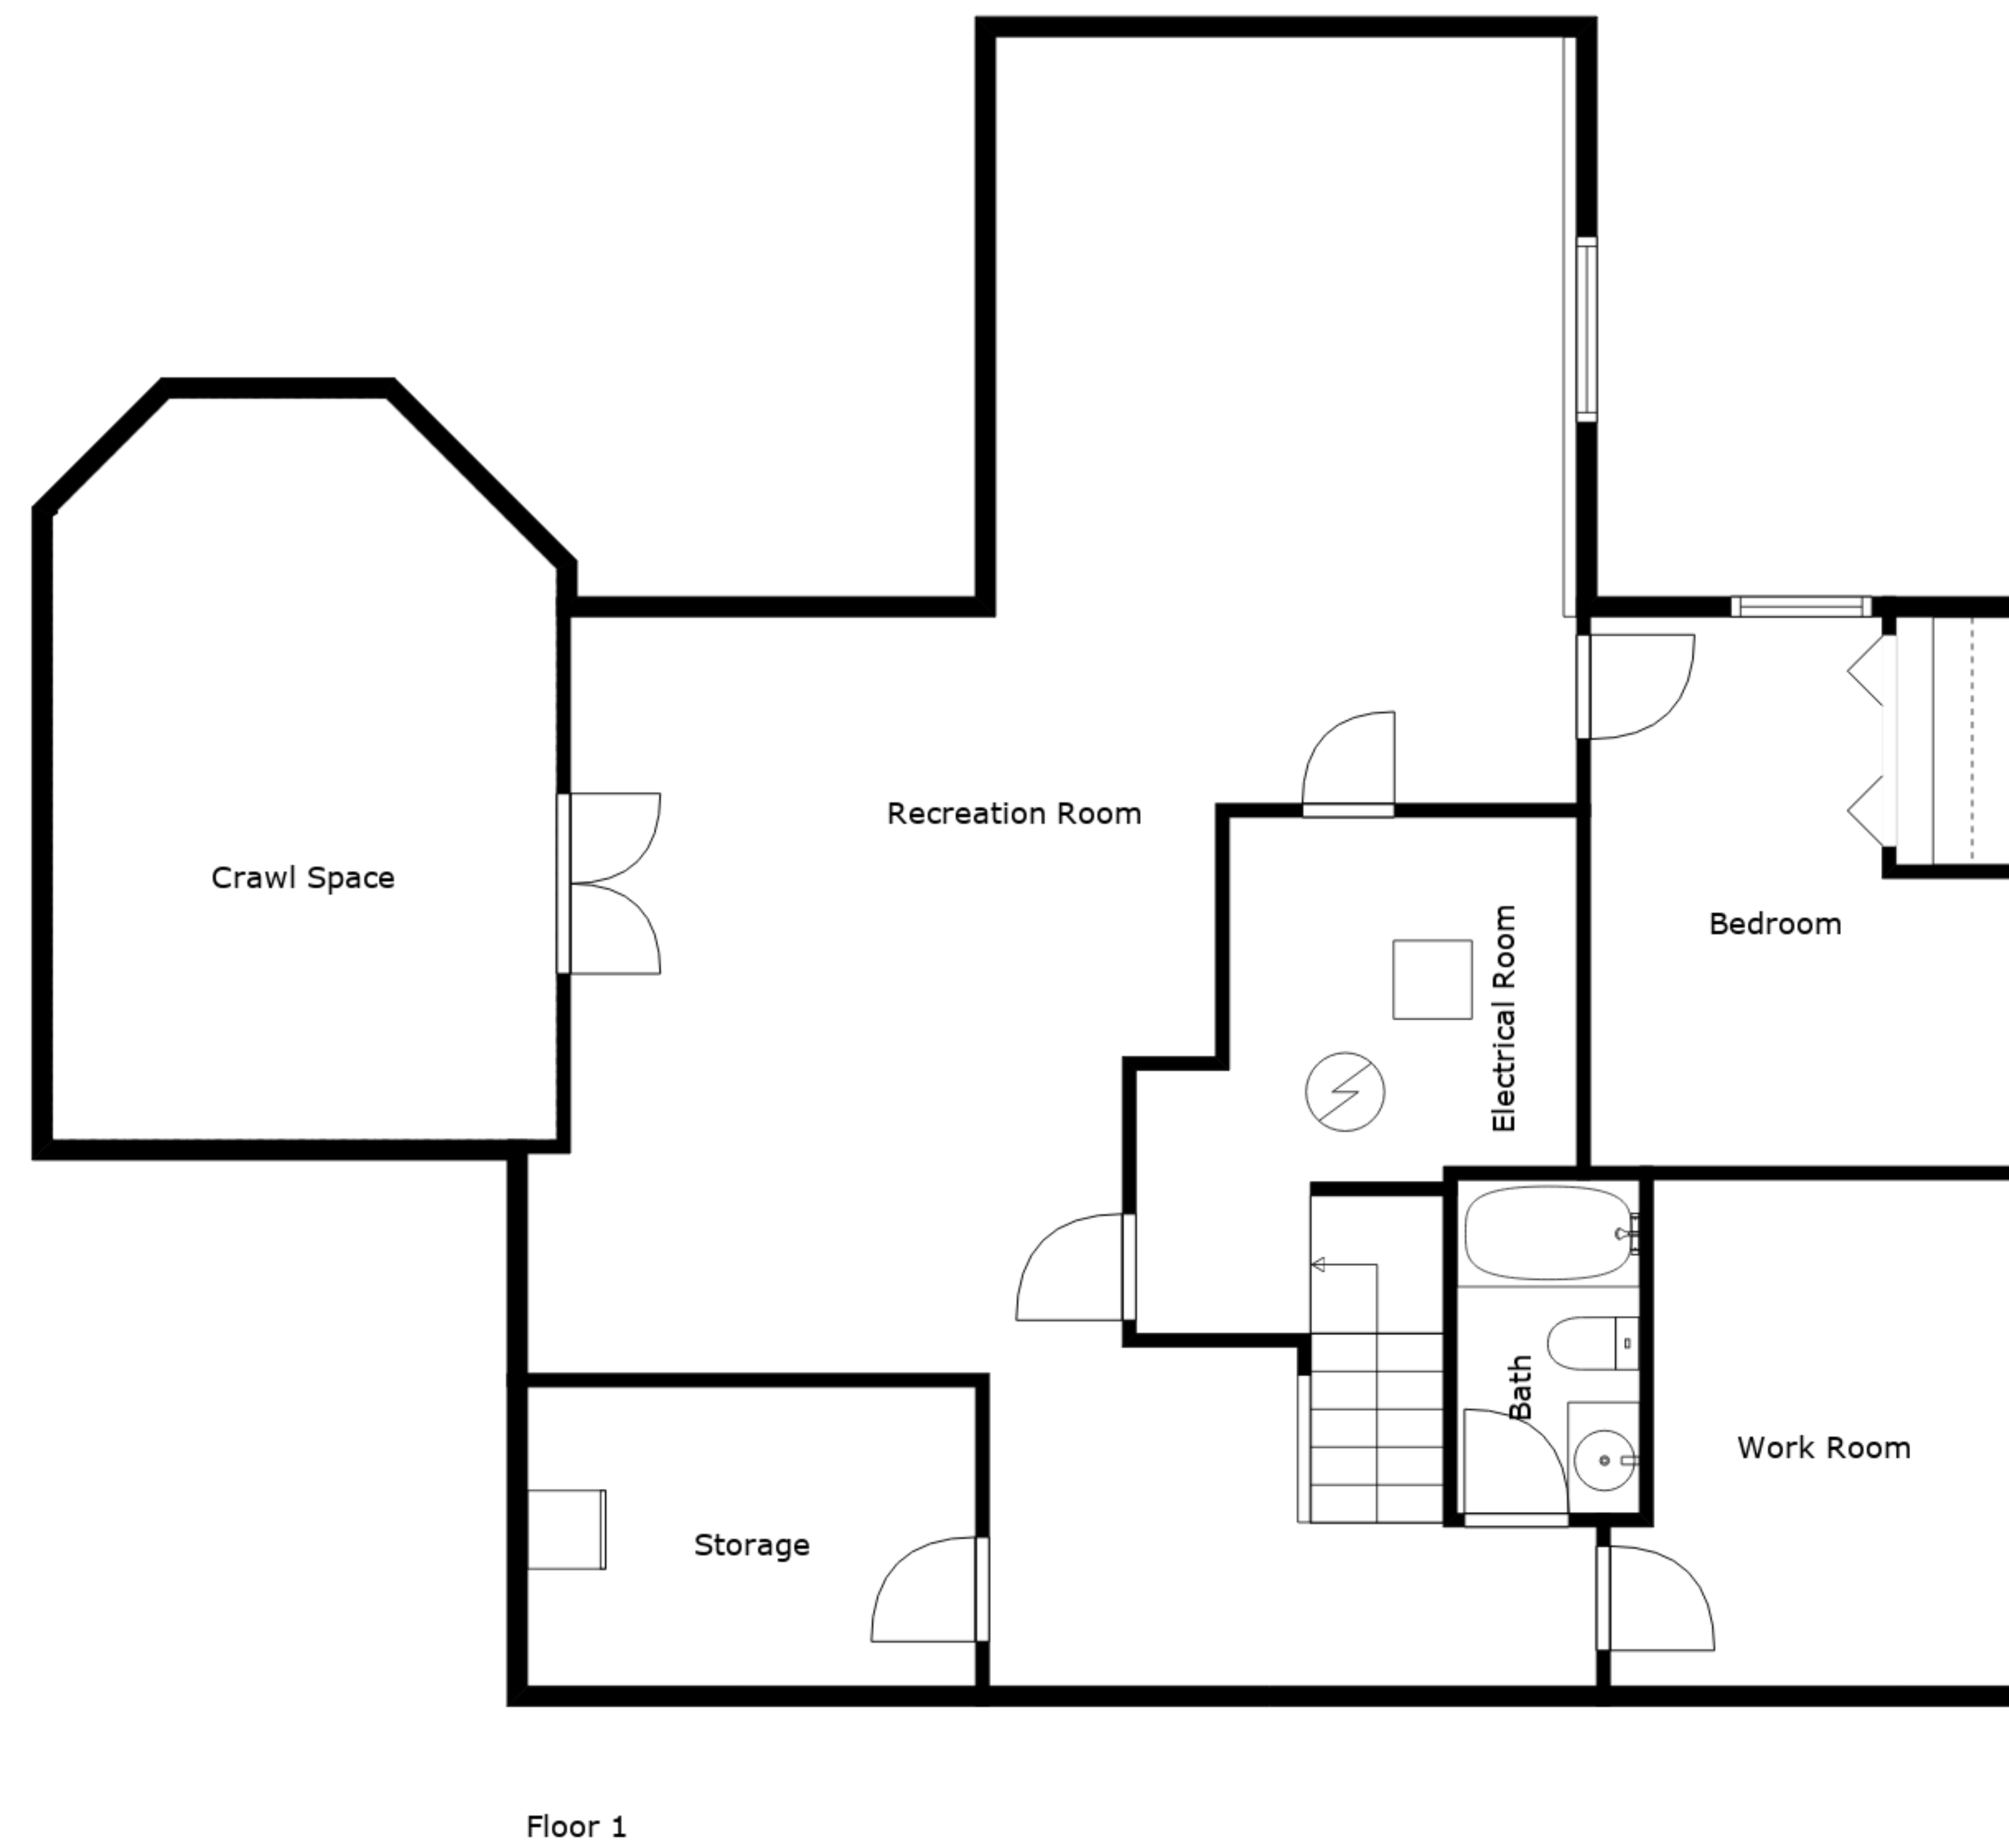 Recreation Room
Crawl Space
Bedroom
Electrical Room
Bath
Work Room
Storage
Floor 1